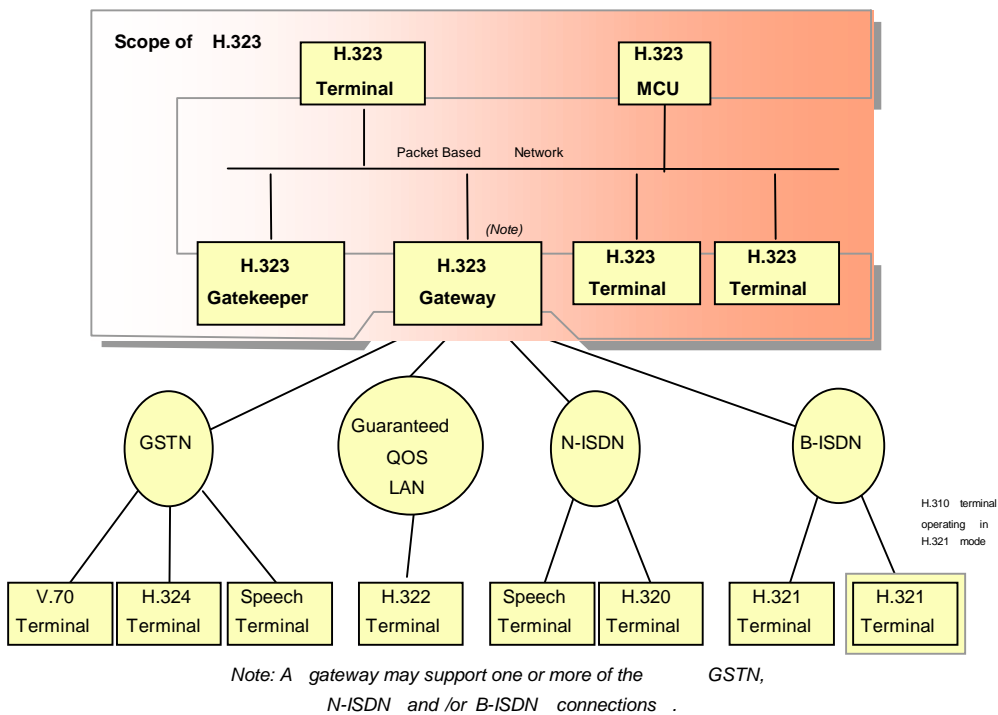 Scope of H.323
H.323
Terminal
H.323
MCU
Packet Based Network
(Note)
H.323
Gatekeeper
H.323
Gateway
H.323
Terminal
H.323
Terminal
GSTN
Guaranteed
QOS
LAN
N-ISDN
B-ISDN
H.310 terminal
operating in
H.321 mode
V.70
Terminal
H.324
Terminal
Speech
Terminal
H.322
Terminal
Speech
Terminal
H.320
Terminal
H.321
Terminal
H.321
Terminal
Note: A gateway may support one or more of the GSTN,
N-ISDN and /or B-ISDN connections .